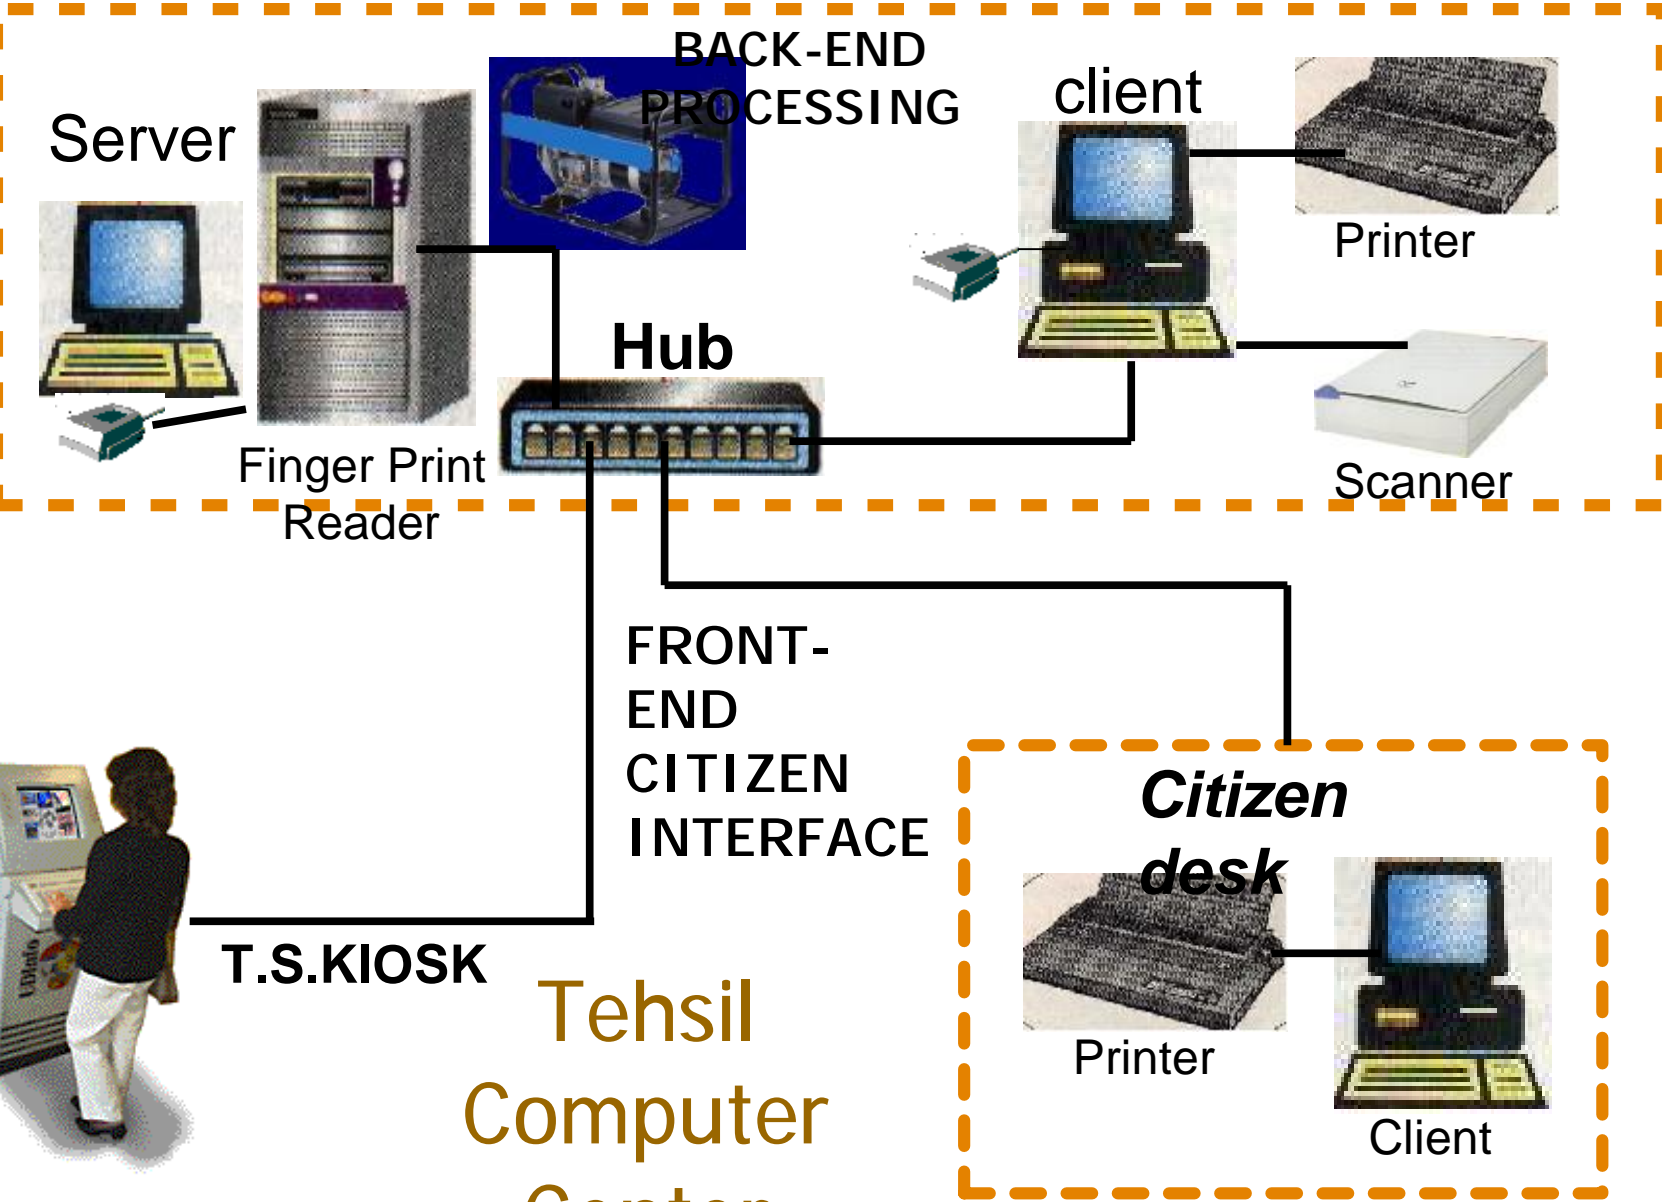 BACK-END
PROCESSING
Server
client
Printer
Hub
Finger Print
Reader
Scanner
FRONT-
END
CITIZEN
INTERFACE
Citizen
desk
T.S.KIOSK
Printer
Client
Tehsil
Computer
Center